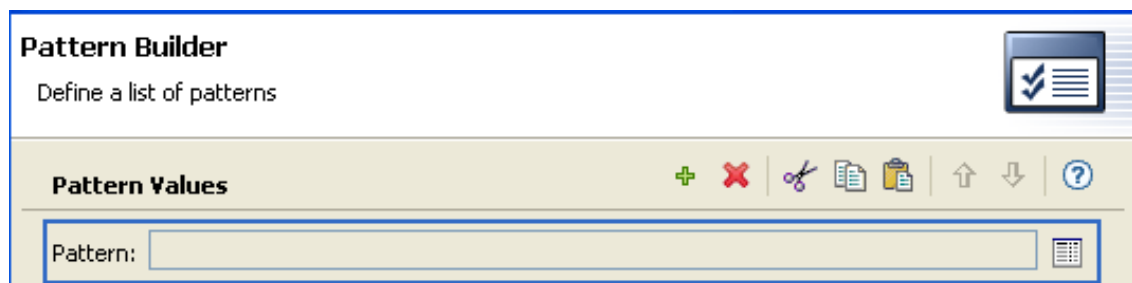 Pattern Builder
Define a list of patterns
Pattern Values
Pattern: